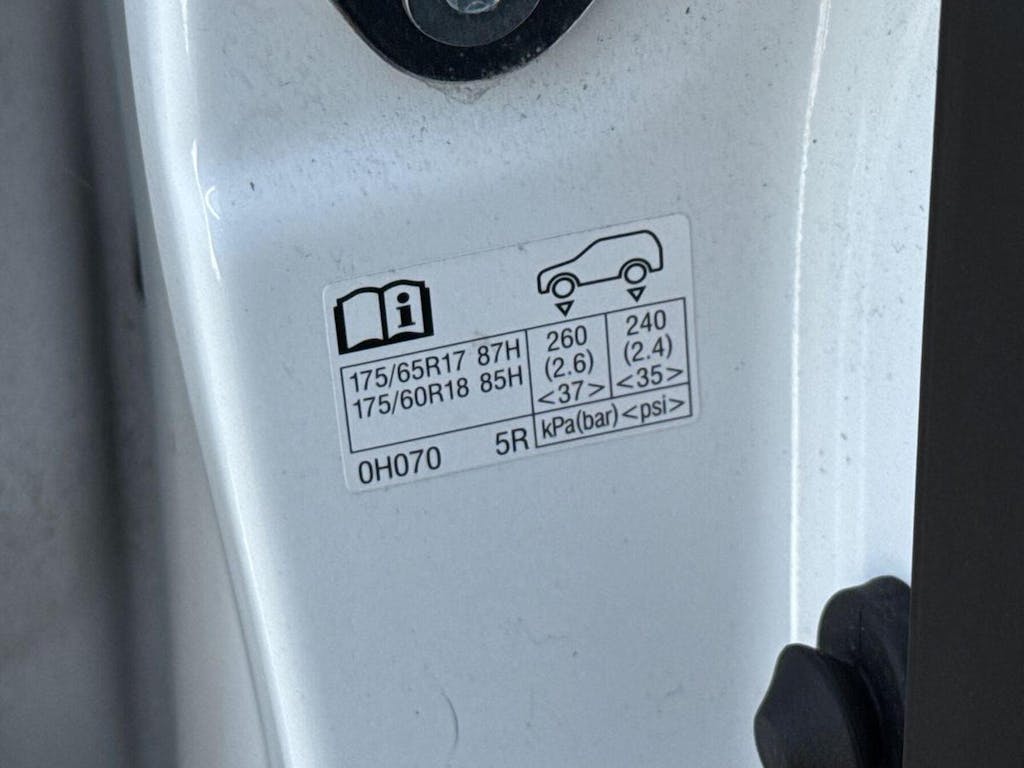 i
175/65R17 87H
175/60R18 85H
260
(2.6)
<37>
240
(2.4)
<35>
kPa(bar)<psi>
0H070 5R